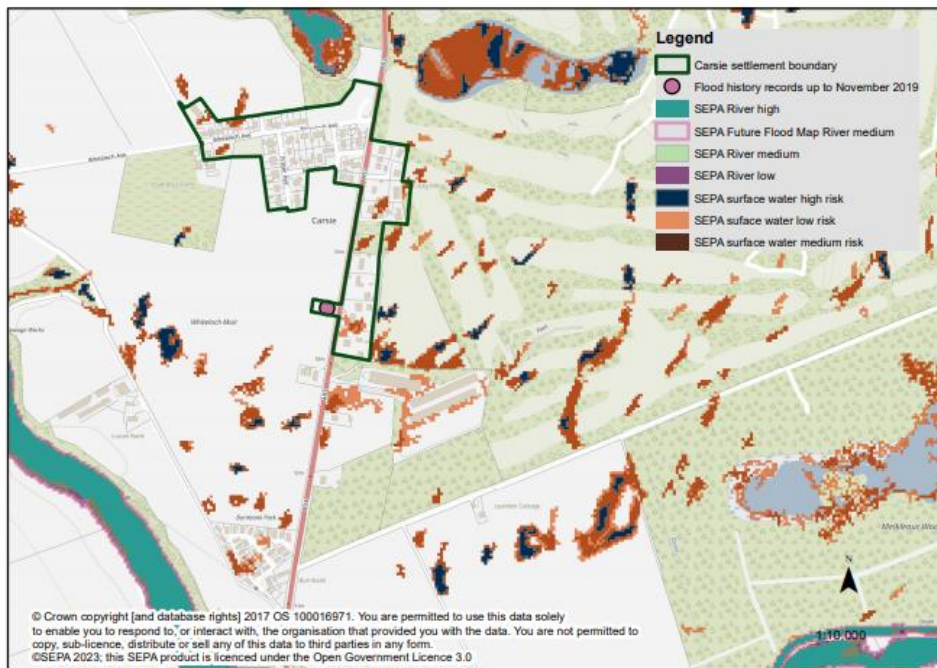 Legend
Carsie settlement boundary
Flood history records up to November 2019
SEPA River high
SEPA Future Flood Map River medium
SEPA River medium
SEPA River low
SEPA surface water high risk
SEPA suface water low risk
SEPA surface water medium risk
Carsie
Whiteloch Muir
Burnbank Park
N
1:10,000
© Crown copyright [and database rights] 2017 OS 100016971. You are permitted to use this data solely
to enable you to respond to, or interact with, the organisation that provided you with the data. You are not permitted to
copy, sub-licence, distribute or sell any of this data to third parties in any form.
©SEPA 2023; this SEPA product is licenced under the Open Government Licence 3.0